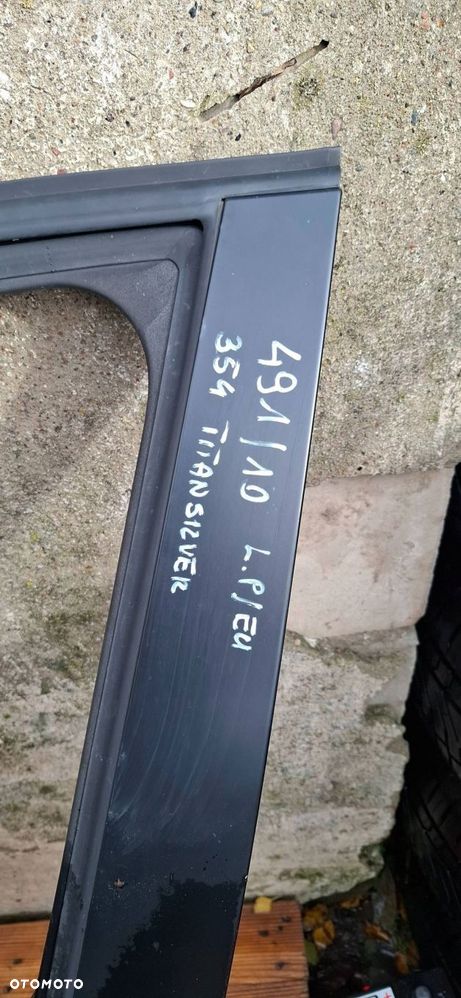 491/10 L.P/EU
354 TITANSILVER
OTOMOTO